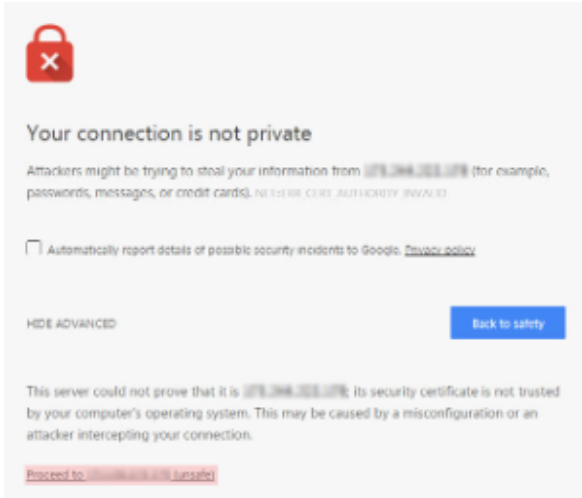 Your connection is not private
Attackers might be trying to steal your information from (for example,
passwords, messages, or credit cards). NET::ERR_CERT_AUTHORITY_INVALID
Automatically report details of possible security incidents to Google. Privacy policy
HIDE ADVANCED
Back to safety
This server could not prove that it is ; its security certificate is not trusted
by your computer's operating system. This may be caused by a misconfiguration or an
attacker intercepting your connection.
Proceed to (unsafe)